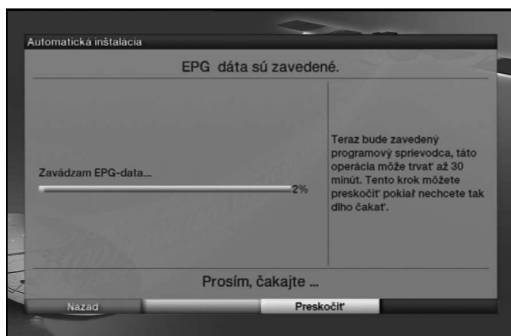 Automatická inštalácia
EPG dáta sú zavedené.
Teraz bude zavedený
programový sprievodca, táto
operácia môže trvať až 30
minút. Tento krok môžete
preskočiť pokiaľ nechcete tak
dlho čakať.
Zavádzam EPG-data...
2%
Prosím, čakajte ...
Nazad
Preskočiť